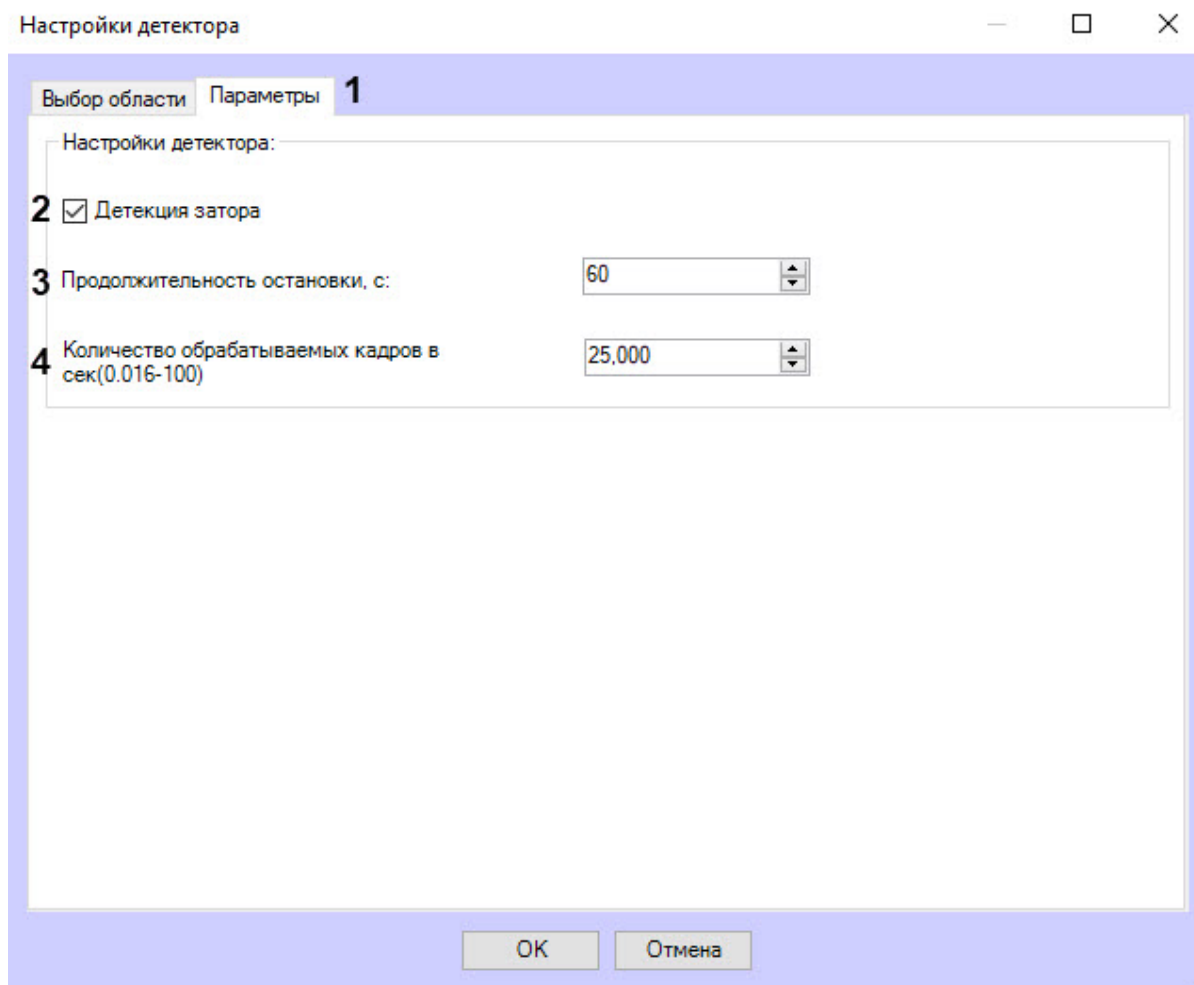 Настройки детектора
Выбор области Параметры 1
Настройки детектора:
2 Детекция затора
3 Продолжительность остановки, с: 60
4 Количество обрабатываемых кадров в 25,000
сек(0.016-100)
OK Отмена